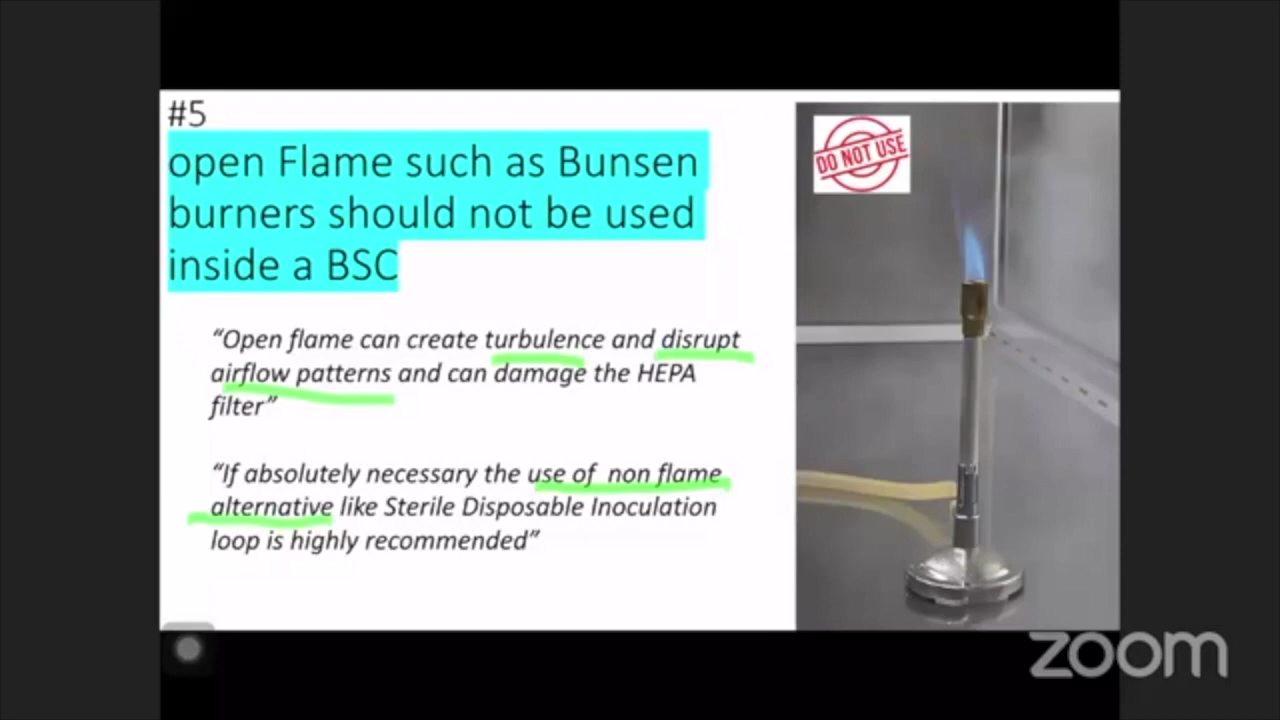 #5
open Flame such as Bunsen
burners should not be used
inside a BSC
DO NOT USE
“Open flame can create turbulence and disrupt
airflow patterns and can damage the HEPA
filter”
“If absolutely necessary the use of non flame
alternative like Sterile Disposable Inoculation
loop is highly recommended”
zoom